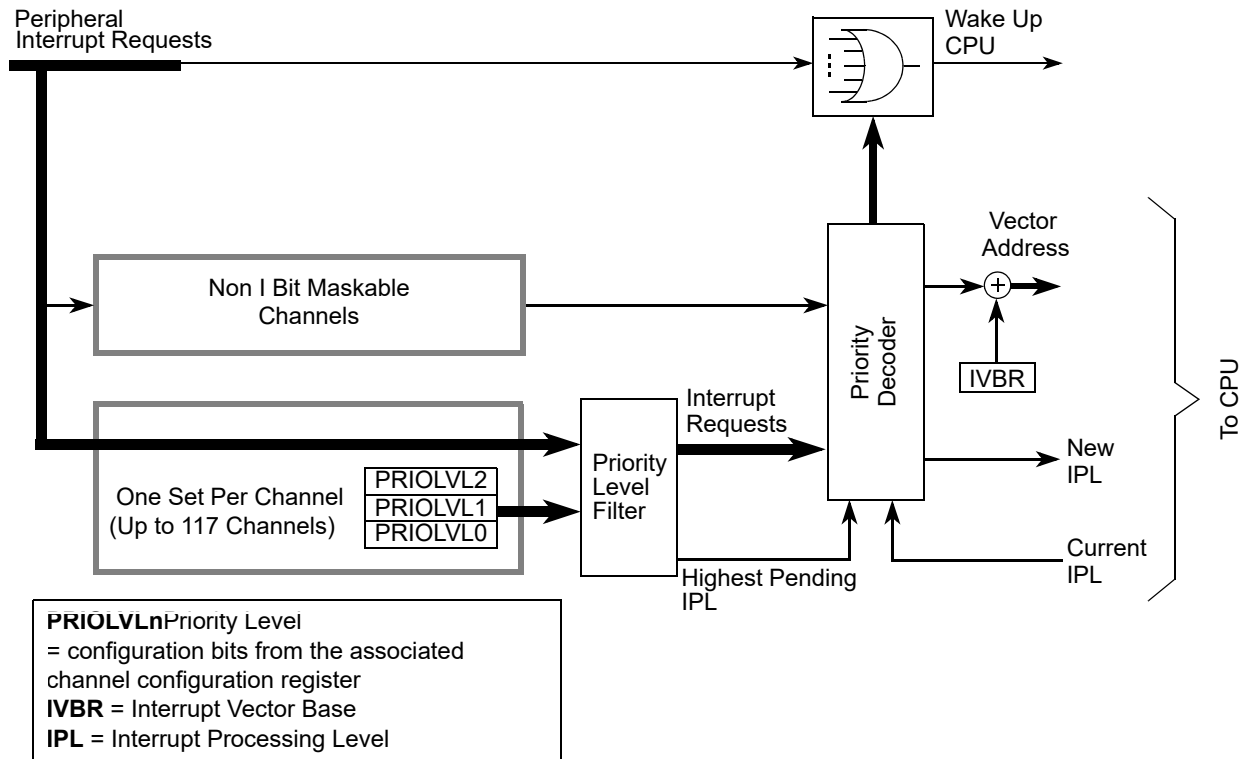 Peripheral
Interrupt Requests
Wake Up
CPU
Vector
Address
Non I Bit Maskable
Channels
Priority
Decoder
IVBR
To CPU
Interrupt
Requests
New
IPL
Priority
Level
Filter
PRIOLVL2
One Set Per Channel
PRIOLVL1
(Up to 117 Channels)
PRIOLVL0
Current
IPL
Highest Pending
IPL
PRIOLVLnPriority Level
= configuration bits from the associated
channel configuration register
IVBR = Interrupt Vector Base
IPL = Interrupt Processing Level